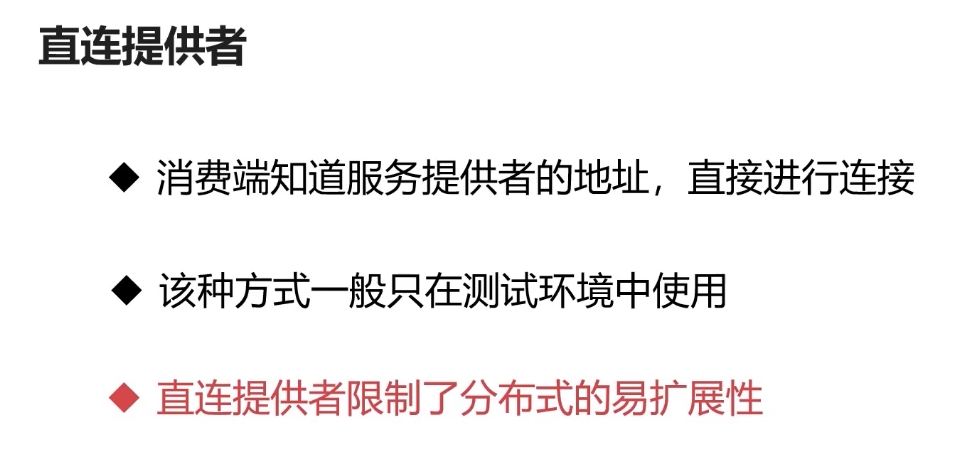 直连提供者
◆ 消费端知道服务提供者的地址，直接进行连接
◆ 该种方式一般只在测试环境中使用
◆ 直连提供者限制了分布式的易扩展性